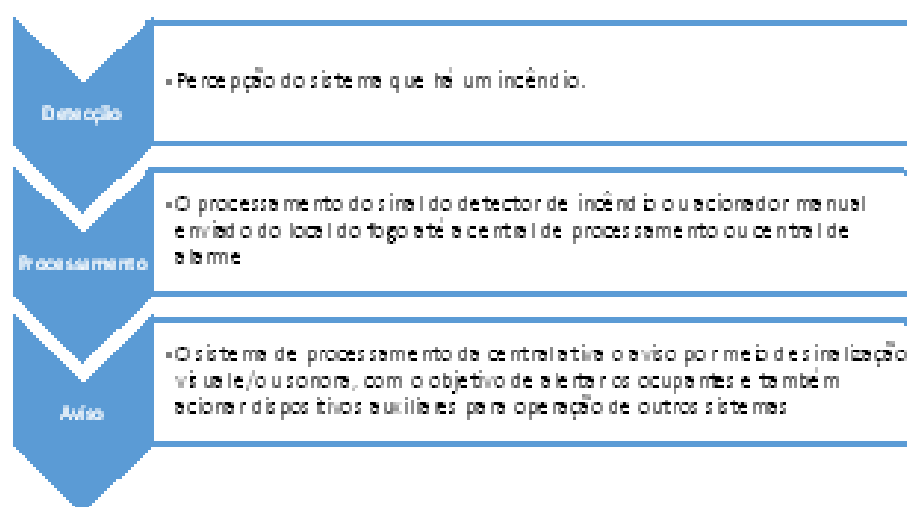 Detecção
•Percepção do sistema que há um incêndio.
Processamento
•O processamento do sinal do detector de incêndio ou acionador manual
enviado do local do fogo até a central de processamento ou central de
alarme
Aviso
•O sistema de processamento da central ativa o aviso por meio de sinalização
visual e/ou sonora, com o objetivo de alertar os ocupantes e também
acionar dispositivos auxiliares para operação de outros sistemas